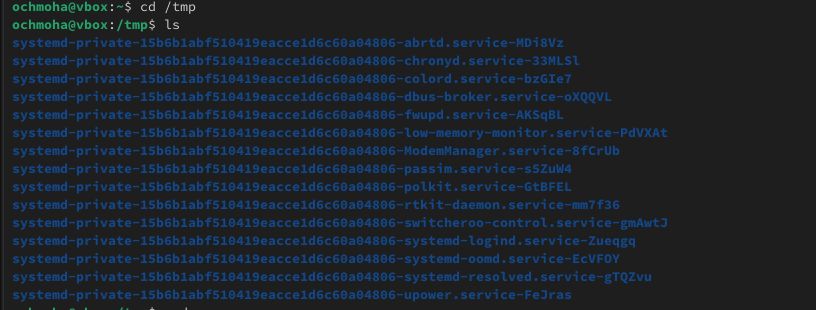 ochmoha@vbox:~$ cd /tmp
ochmoha@vbox:/tmp$ ls
systemd-private-15b6b1abf510419eacce1d6c60a04806-abrtd.service-MDi8Vz
systemd-private-15b6b1abf510419eacce1d6c60a04806-chronyd.service-33MLSl
systemd-private-15b6b1abf510419eacce1d6c60a04806-colord.service-bzGIe7
systemd-private-15b6b1abf510419eacce1d6c60a04806-dbus-broker.service-oXQQVL
systemd-private-15b6b1abf510419eacce1d6c60a04806-fwupd.service-AKSqBL
systemd-private-15b6b1abf510419eacce1d6c60a04806-low-memory-monitor.service-PdVXAt
systemd-private-15b6b1abf510419eacce1d6c60a04806-ModemManager.service-8fCrUb
systemd-private-15b6b1abf510419eacce1d6c60a04806-passim.service-s5ZuW4
systemd-private-15b6b1abf510419eacce1d6c60a04806-polkit.service-GtBFEL
systemd-private-15b6b1abf510419eacce1d6c60a04806-rtkit-daemon.service-mm7f36
systemd-private-15b6b1abf510419eacce1d6c60a04806-switcheroo-control.service-gmAwtJ
systemd-private-15b6b1abf510419eacce1d6c60a04806-systemd-logind.service-Zueqgq
systemd-private-15b6b1abf510419eacce1d6c60a04806-systemd-oomd.service-EcVFOY
systemd-private-15b6b1abf510419eacce1d6c60a04806-systemd-resolved.service-gTQZvu
systemd-private-15b6b1abf510419eacce1d6c60a04806-upower.service-FeJras